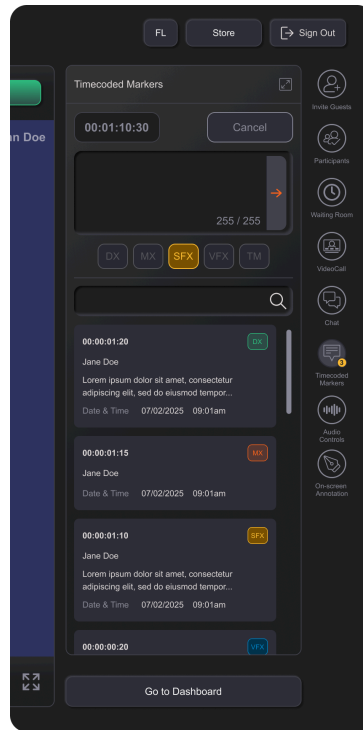 FL
Store
Sign Out
an Doe
Timecoded Markers
00:01:10:30
Cancel
255 / 255
DX
MX
SFX
VFX
TM
00:00:01:20
DX
Jane Doe
Lorem ipsum dolor sit amet, consectetur
adipiscing elit, sed do eiusmod tempor...
Date & Time 07/02/2025 09:01am
00:00:01:15
MX
Jane Doe
Date & Time 07/02/2025 09:01am
00:00:01:10
SFX
Jane Doe
Lorem ipsum dolor sit amet, consectetur
adipiscing elit, sed do eiusmod tempor...
Date & Time 07/02/2025 09:01am
00:00:00:20
VFX
Go to Dashboard
Invite Guests
Participants
Waiting Room
VideoCall
Chat
3
Timecoded
Markers
Audio
Controls
On-screen
Annotation